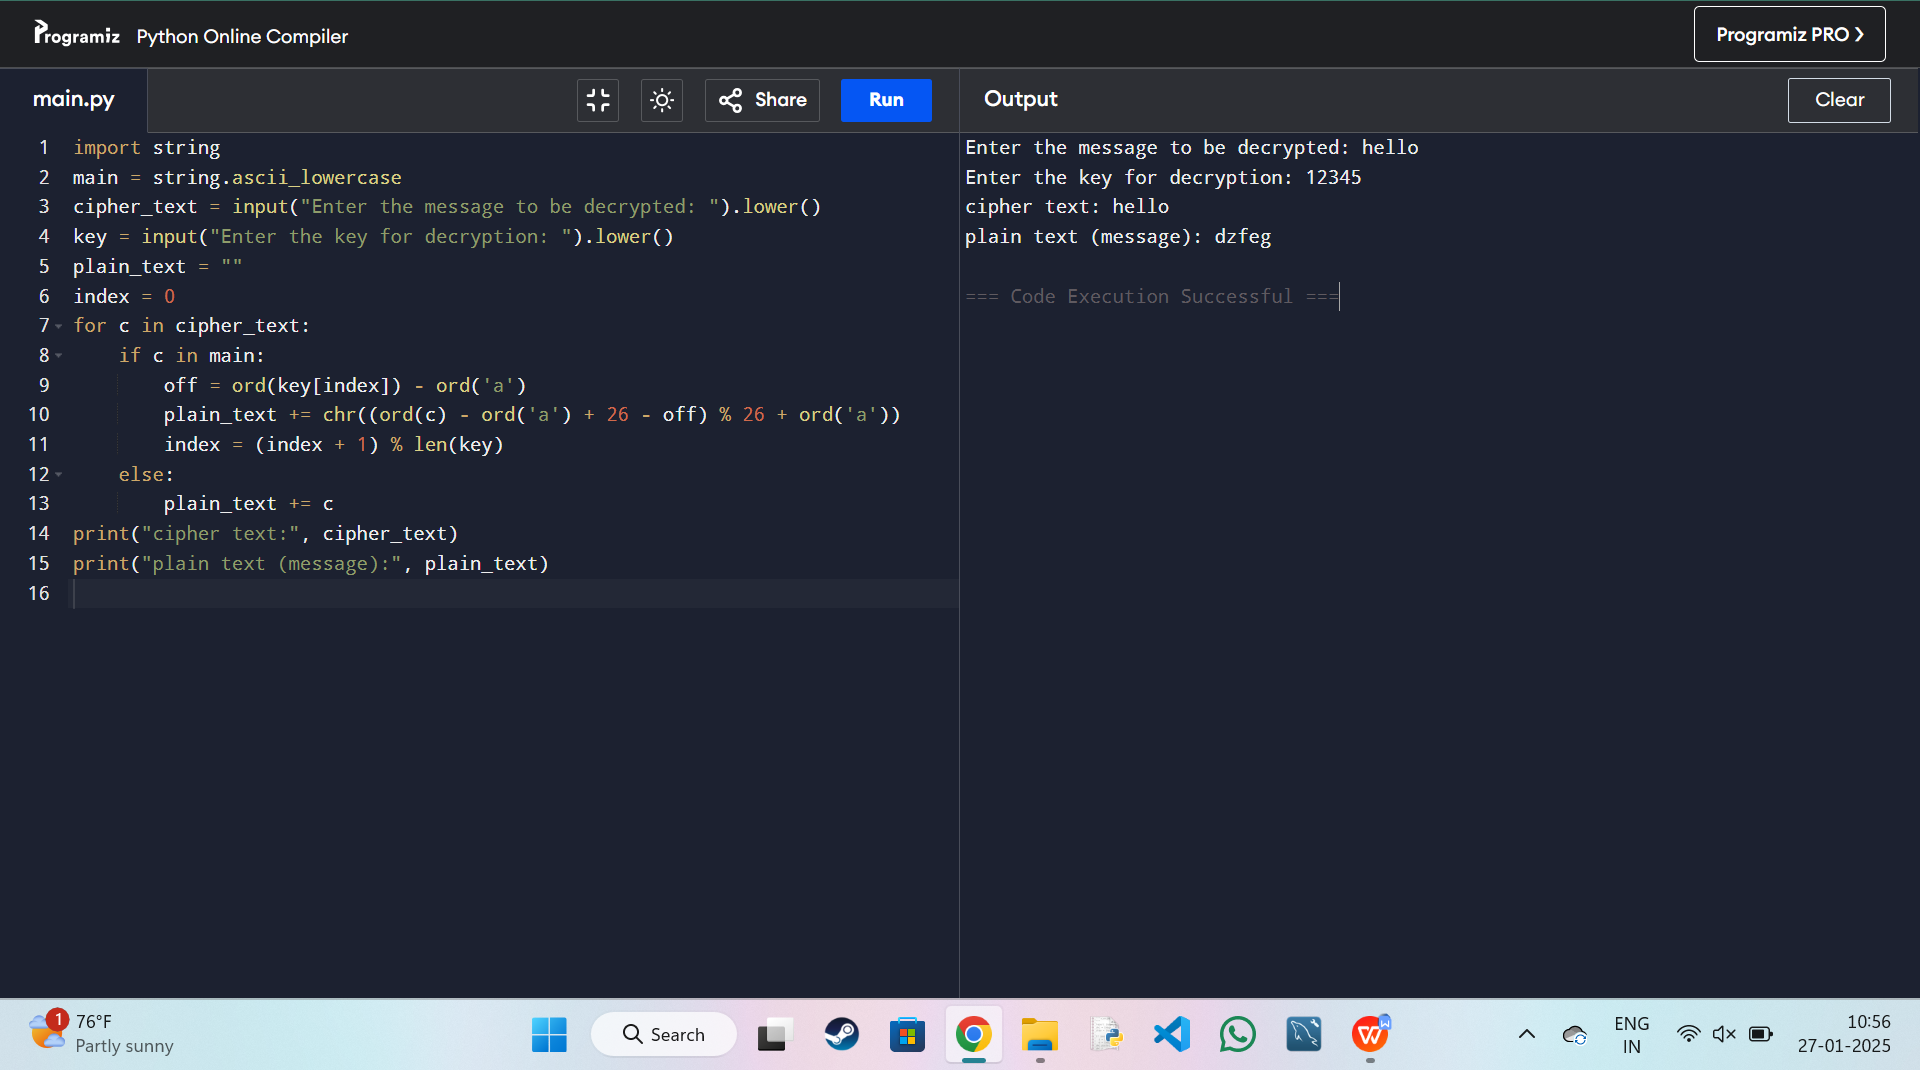 Programiz Python Online Compiler
Programiz PRO ❯
main.py
Share
Run
Output
Clear
1 import string
2 main = string.ascii_lowercase
3 cipher_text = input("Enter the message to be decrypted: ").lower()
4 key = input("Enter the key for decryption: ").lower()
5 plain_text = ""
6 index = 0
7 for c in cipher_text:
8     if c in main:
9         off = ord(key[index]) - ord('a')
10         plain_text += chr((ord(c) - ord('a') + 26 - off) % 26 + ord('a'))
11         index = (index + 1) % len(key)
12     else:
13         plain_text += c
14 print("cipher text:", cipher_text)
15 print("plain text (message):", plain_text)
16
Enter the message to be decrypted: hello
Enter the key for decryption: 12345
cipher text: hello
plain text (message): dzfeg
=== Code Execution Successful ===
1
76°F
Partly sunny
Search
W
W
ENG
IN
10:56
27-01-2025